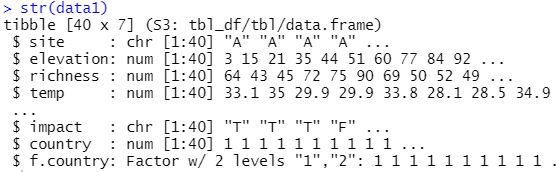 > str(data1)
tibble [40 x 7] (S3: tbl_df/tbl/data.frame)
 $ site     : chr [1:40] "A" "A" "A" "A" ...
 $ elevation: num [1:40] 3 15 21 35 44 51 60 77 84 92 ...
 $ richness : num [1:40] 64 43 45 72 75 90 69 50 52 49 ...
 $ temp     : num [1:40] 33.1 35 29.9 29.9 33.8 28.1 28.5 34.9
...
 $ impact   : chr [1:40] "T" "T" "T" "F" ...
 $ country  : num [1:40] 1 1 1 1 1 1 1 1 1 1 ...
 $ f.country: Factor w/ 2 levels "1","2": 1 1 1 1 1 1 1 1 1 1 .